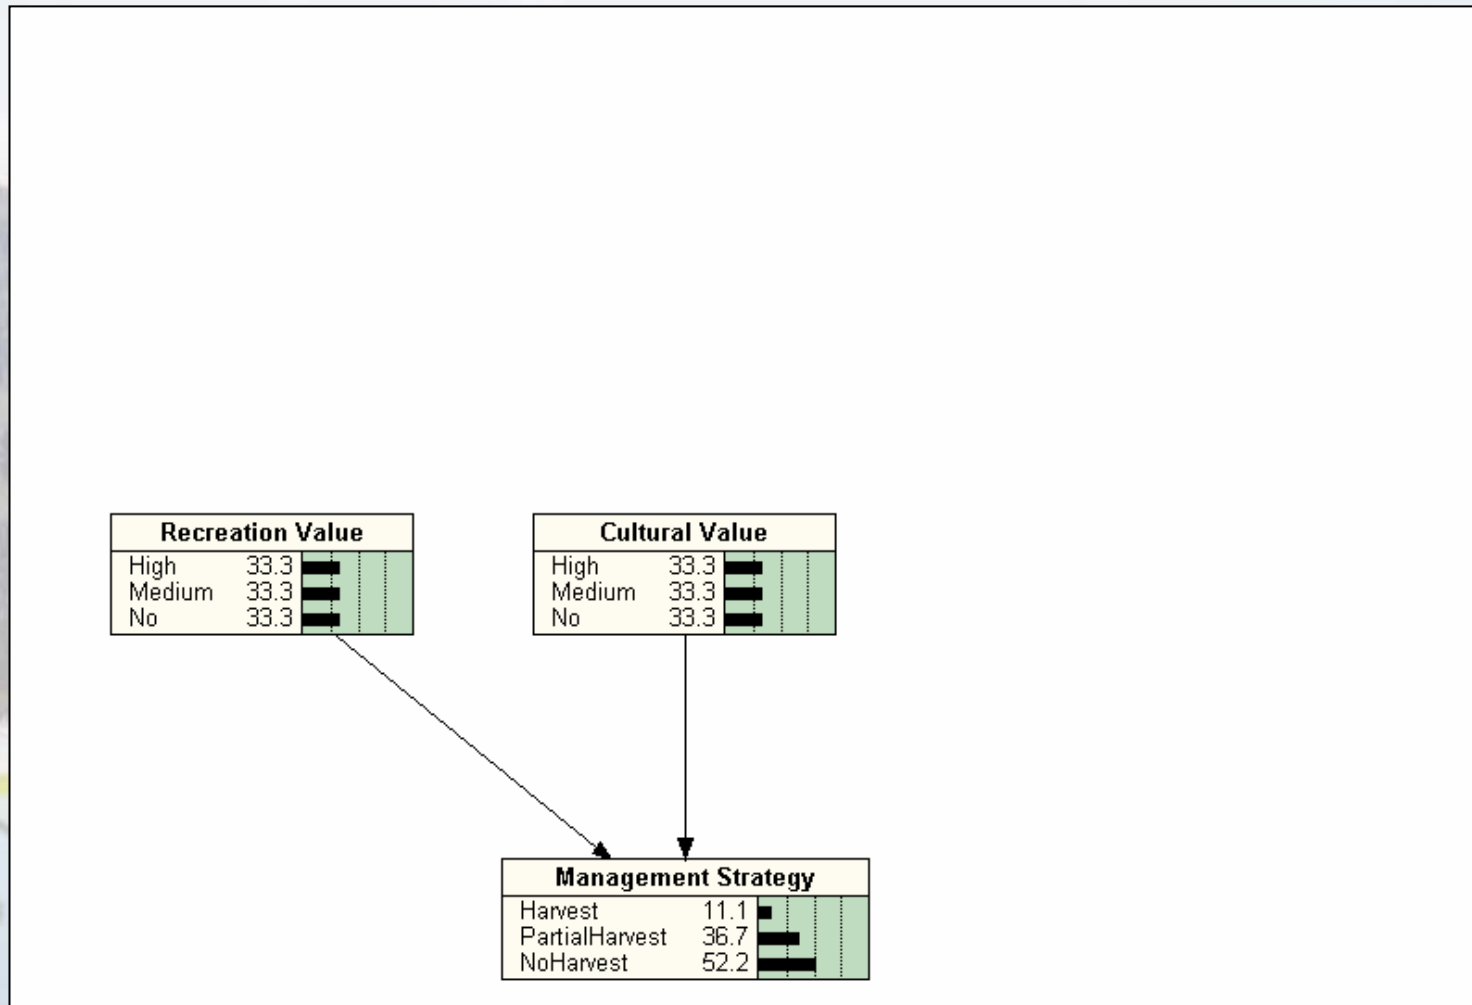 Recreation Value
High 33.3
Medium 33.3
No 33.3
Cultural Value
High 33.3
Medium 33.3
No 33.3
Management Strategy
Harvest 11.1
PartialHarvest 36.7
NoHarvest 52.2